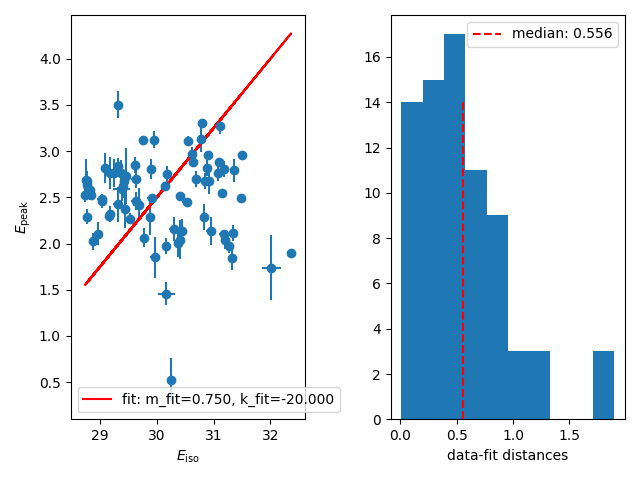 4.0
3.5
3.0
2.5
2.0
1.5
1.0
0.5
E_peak
fit: m_fit=0.750, k_fit=-20.000
29 30 31 32
E_iso
median: 0.556
16
14
12
10
8
6
4
2
0
0.0 0.5 1.0 1.5
data-fit distances